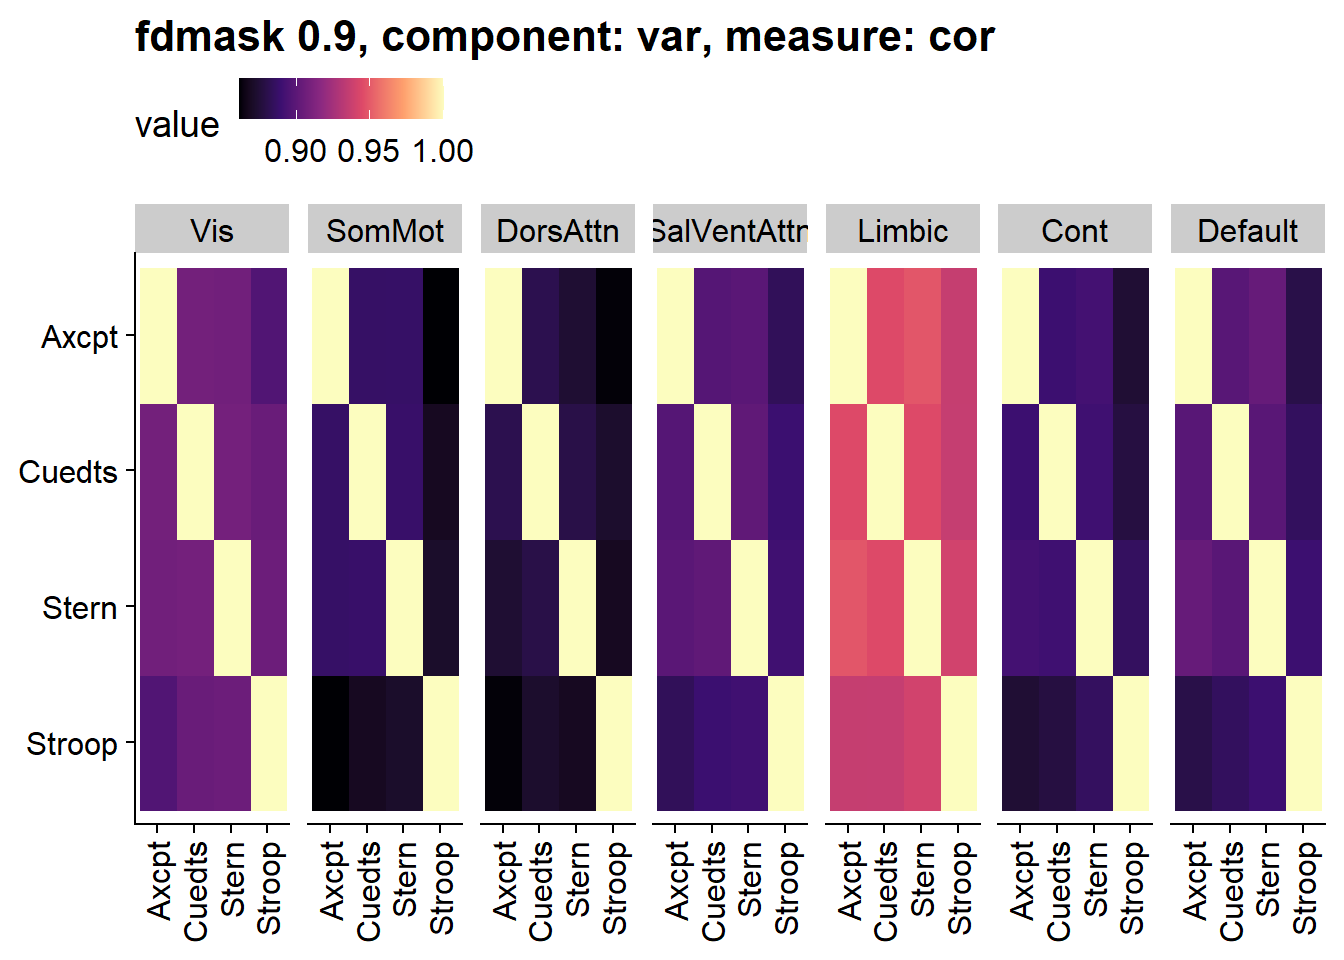 fdmask 0.9, component: var, measure: cor
value
0.90 0.95 1.00
Vis SomMot DorsAttn SalVentAttn Limbic Cont Default
Axcpt
Cuedts
Stern
Stroop
Axcpt Cuedts Stern Stroop Axcpt Cuedts Stern Stroop Axcpt Cuedts Stern Stroop Axcpt Cuedts Stern Stroop Axcpt Cuedts Stern Stroop Axcpt Cuedts Stern Stroop Axcpt Cuedts Stern Stroop